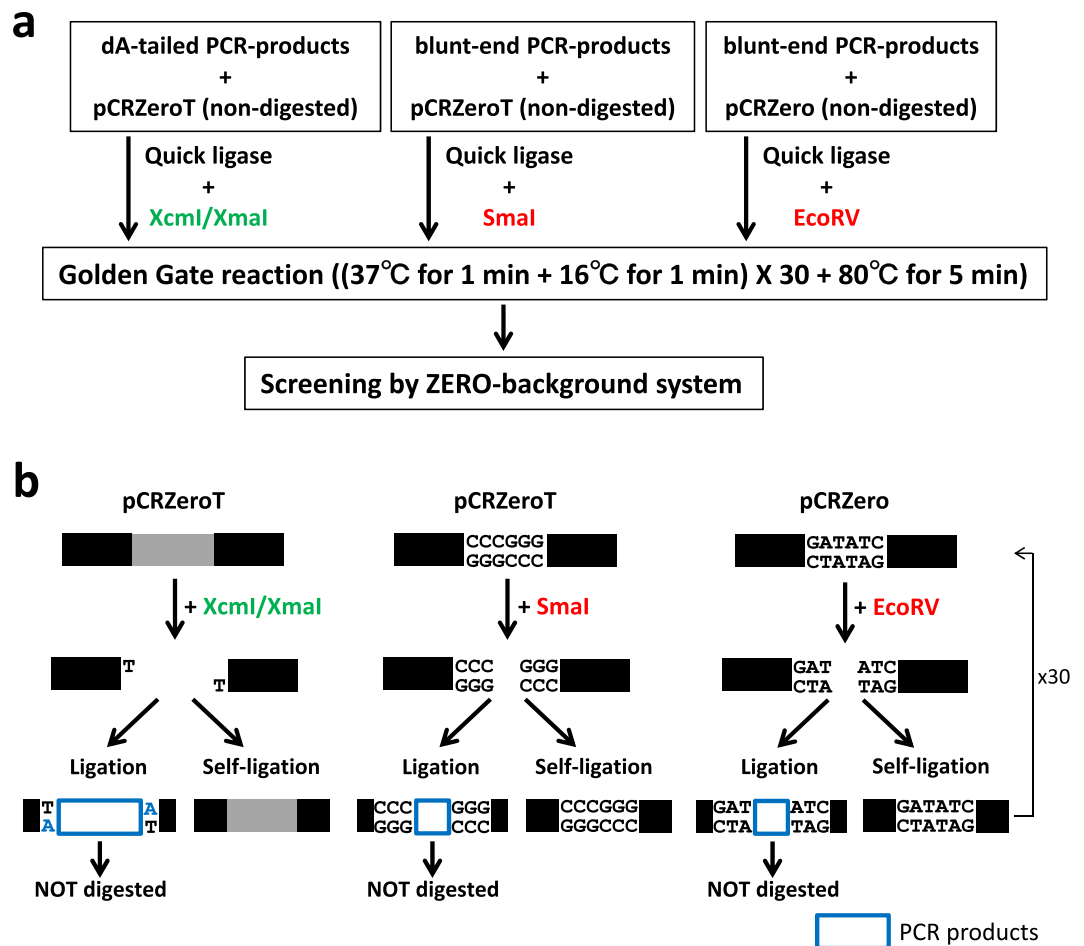 a
dA-tailed PCR-products
+
pCRZeroT (non-digested)
blunt-end PCR-products
+
pCRZeroT (non-digested)
blunt-end PCR-products
+
pCRZero (non-digested)
Quick ligase
+
XcmI/XmaI
Quick ligase
+
SmaI
Quick ligase
+
EcoRV
Golden Gate reaction ((37℃ for 1 min + 16℃ for 1 min) X 30 + 80℃ for 5 min)
Screening by ZERO-background system
b
pCRZeroT
+ XcmI/XmaI
T
T
Ligation
Self-ligation
T
A
A
T
NOT digested
pCRZeroT
CCCGGG
GGGCCC
+ SmaI
CCC GGG
GGG CCC
Ligation
Self-ligation
CCC GGG
GGG CCC
CCCGGG
GGGCCC
NOT digested
pCRZero
GATATC
CTATAG
+ EcoRV
GAT ATC
CTA TAG
Ligation
Self-ligation
GAT ATC
CTA TAG
GATATC
CTATAG
NOT digested
x30
PCR products